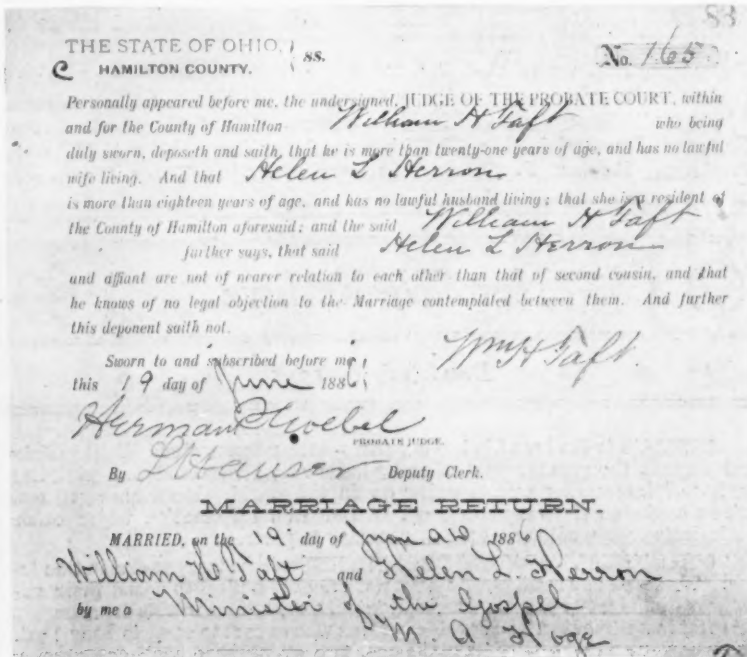 83
THE STATE OF OHIO, } ss. No. 165
C HAMILTON COUNTY.
Personally appeared before me, the undersigned, JUDGE OF THE PROBATE COURT, within
and for the County of Hamilton William H Taft who being
duly sworn, deposeth and saith, that he is more than twenty-one years of age, and has no lawful
wife living. And that Helen L Herron
is more than eighteen years of age, and has no lawful husband living; that she is a resident of
the County of Hamilton aforesaid; and the said William H Taft
further says, that said Helen L Herron
and affiant are not of nearer relation to each other than that of second cousin, and that
he knows of no legal objection to the Marriage contemplated between them. And further
this deponent saith not.
Sworn to and subscribed before me Wm H Taft
this 19 day of June 1886
Herman Goebel
PROBATE JUDGE.
By Hauser Deputy Clerk.
MARRIAGE RETURN.
MARRIED, on the 19 day of June AD 1886
William H Taft and Helen L. Herron
by me a Minister of the Gospel
M. A. Hoge